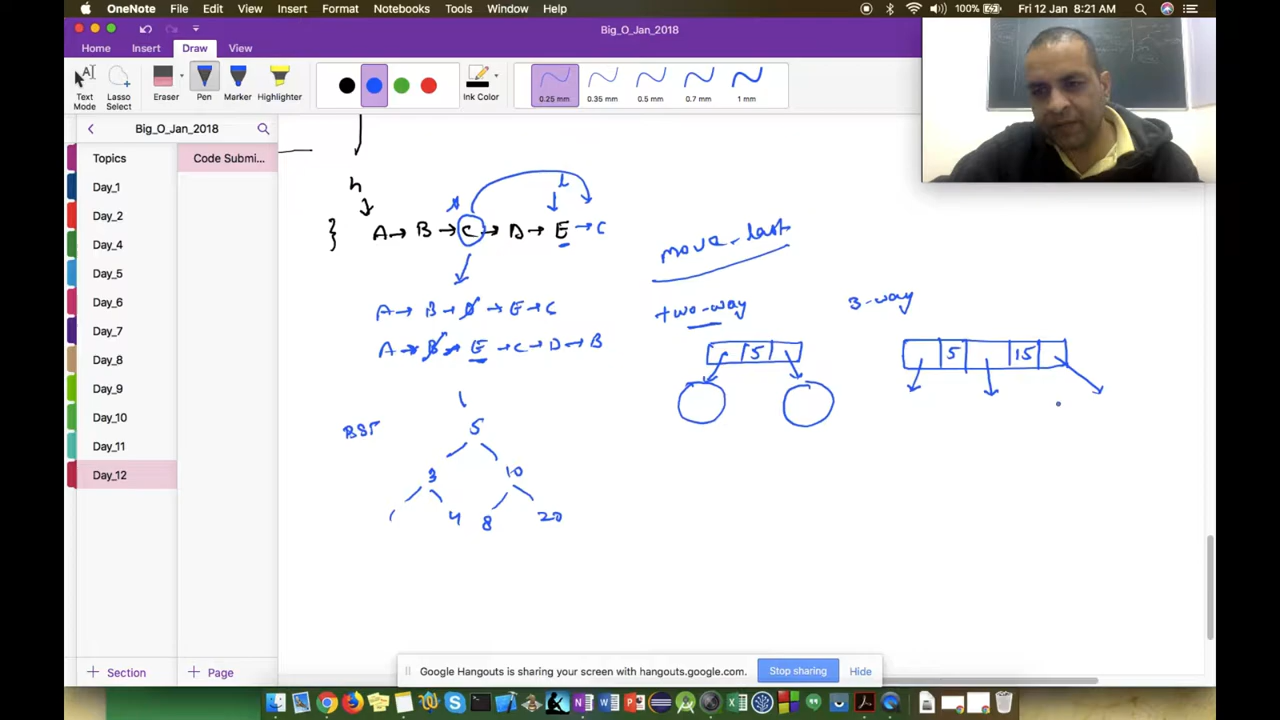 OneNote File Edit View Insert Format Notebooks Tools Window Help 100% Fri 12 Jan 8:21 AM
Big_O_Jan_2018
Home Insert Draw View
Text Mode
Lasso Select
Eraser
Pen
Marker
Highlighter
Ink Color
0.25 mm
0.35 mm
0.5 mm
0.7 mm
1 mm
Big_O_Jan_2018
Topics
Day_1
Day_2
Day_4
Day_5
Day_6
Day_7
Day_8
Day_9
Day_10
Day_11
Day_12
Code Submi...
+ Section
+ Page
h
A → B → C → D → E → C
A → B → D → E → C
A → B → E → C → D → B
move-last
two-way
3-way
5
5 15
BST
5
3 10
4 8 20
Google Hangouts is sharing your screen with hangouts.google.com. Stop sharing Hide